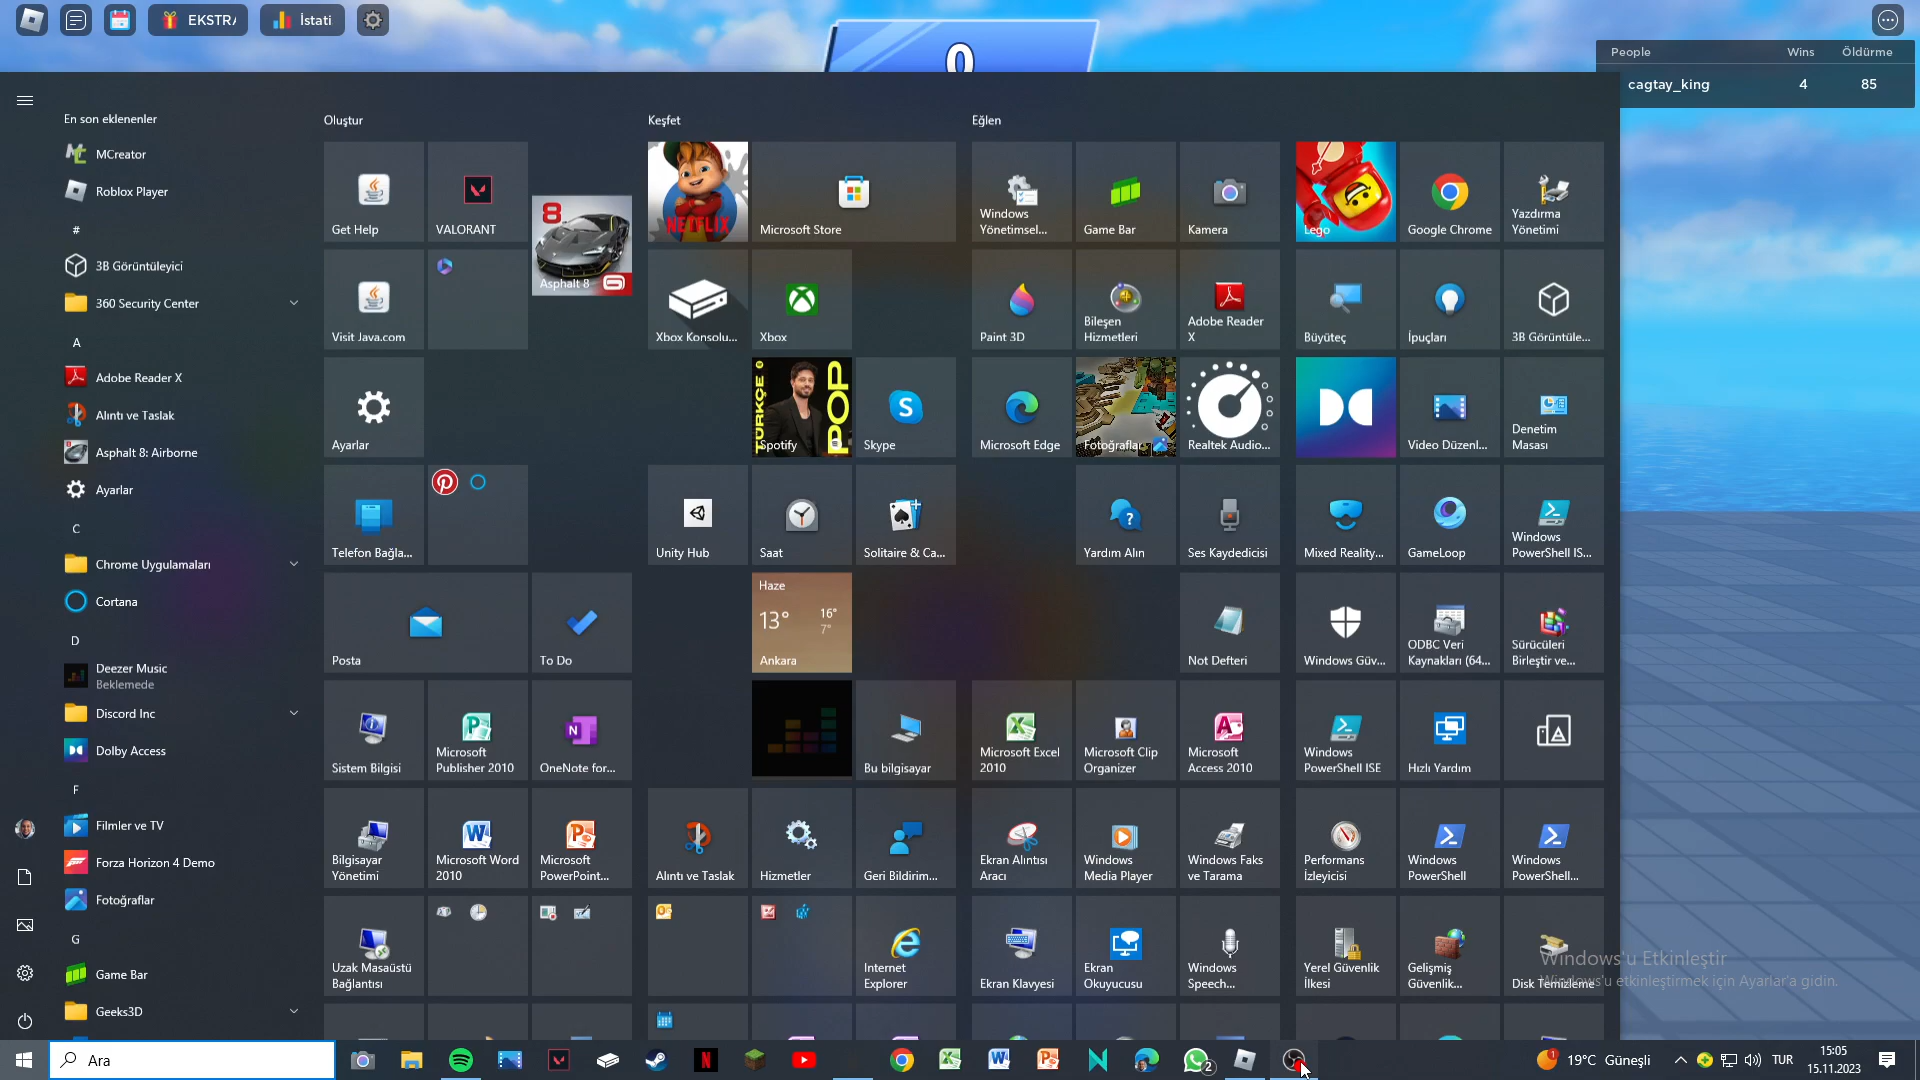 EKSTR
İstati
0
People Wins Öldürme
cagtay_king 4 85
En son eklenenler
MCreator
Roblox Player
#
3B Görüntüleyici
360 Security Center
A
Adobe Reader X
Alıntı ve Taslak
Asphalt 8: Airborne
Ayarlar
C
Chrome Uygulamaları
Cortana
D
Deezer Music
Beklemede
Discord Inc
Dolby Access
F
Filmler ve TV
Forza Horizon 4 Demo
Fotoğraflar
G
Game Bar
Geeks3D
Oluştur
Get Help
VALORANT
8
Asphalt 8
Visit Java.com
Ayarlar
Telefon Bağla...
Posta
To Do
Sistem Bilgisi
Microsoft
Publisher 2010
OneNote for...
Bilgisayar
Yönetimi
Microsoft Word
2010
Microsoft
PowerPoint...
Uzak Masaüstü
Bağlantısı
Keşfet
NETFLIX
Microsoft Store
Xbox Konsolu...
Xbox
TÜRKÇE
POP
Spotify
Skype
Unity Hub
Saat
Solitaire & Ca...
Haze
13° 16°
7°
Ankara
Bu bilgisayar
Alıntı ve Taslak
Hizmetler
Geri Bildirim...
Internet
Explorer
Eğlen
Windows
Yönetimsel...
Game Bar
Kamera
Paint 3D
Bileşen
Hizmetleri
Adobe Reader
X
Microsoft Edge
Fotoğraflar
Realtek Audio...
Yardım Alın
Ses Kaydedicisi
Not Defteri
Microsoft Excel
2010
Microsoft Clip
Organizer
Microsoft
Access 2010
Ekran Alıntısı
Aracı
Windows
Media Player
Windows Faks
ve Tarama
Ekran Klavyesi
Ekran
Okuyucusu
Windows
Speech...
Lego
Google Chrome
Yazdırma
Yönetimi
Büyüteç
İpuçları
3B Görüntüle...
Video Düzenl...
Denetim
Masası
Mixed Reality...
GameLoop
Windows
PowerShell IS...
Windows Güv...
ODBC Veri
Kaynakları (64...
Sürücüleri
Birleştir ve...
Windows
PowerShell ISE
Hızlı Yardım
Performans
İzleyicisi
Windows
PowerShell
Windows
PowerShell...
Yerel Güvenlik
İlkesi
Gelişmiş
Güvenlik...
Disk Temizleme
Windows'u Etkinleştir
Windows'u etkinleştirmek için Ayarlar'a gidin.
Ara
2
1
19°C Güneşli
TUR
15:05
15.11.2023